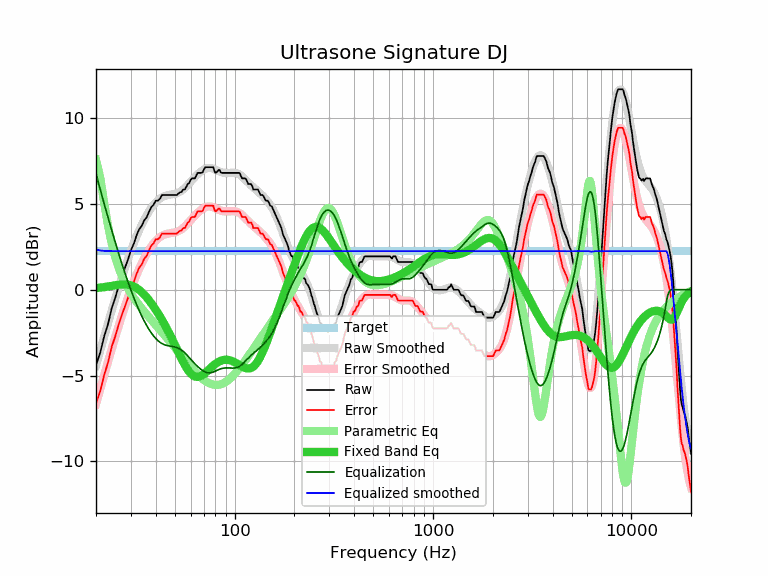 Ultrasone Signature DJ
Amplitude (dBr)
10
5
0
−5
−10
Target
Raw Smoothed
Error Smoothed
Raw
Error
Parametric Eq
Fixed Band Eq
Equalization
Equalized smoothed
100
1000
10000
Frequency (Hz)